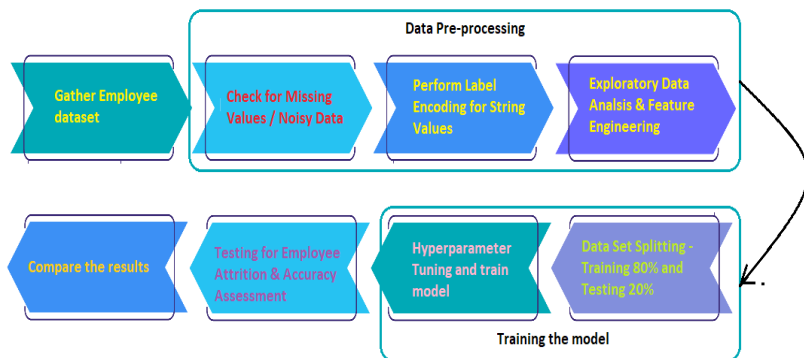 Data Pre-processing
Gather Employee
dataset
Check for Missing
Values / Noisy Data
Perform Label
Encoding for String
Values
Exploratory Data
Analsis & Feature
Engineering
Data Set Splitting -
Training 80% and
Testing 20%
Hyperparameter
Tuning and train
model
Testing for Employee
Attrition & Accuracy
Assessment
Compare the results
Training the model